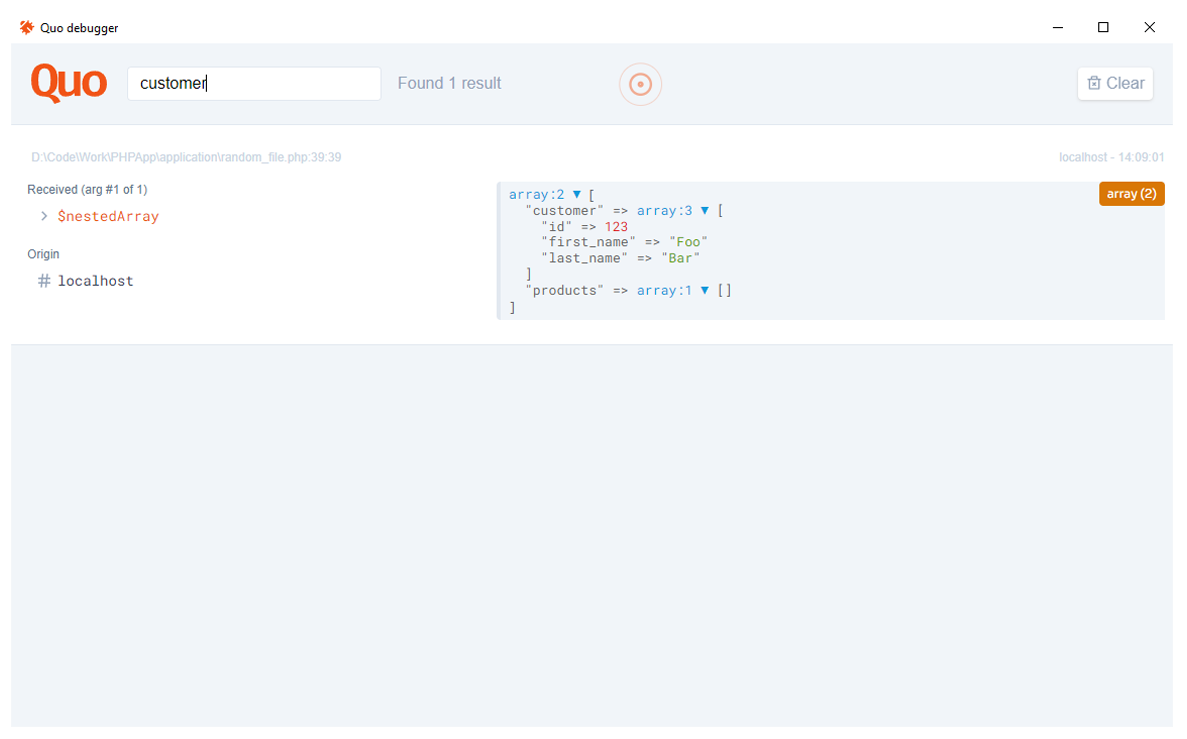 Quo debugger
Quo
customer
Found 1 result
Clear
D:\Code\Work\PHPApp\application\random_file.php:39:39
localhost - 14:09:01
Received (arg #1 of 1)
> $nestedArray
Origin
# localhost
array:2 ▼ [
"customer" => array:3 ▼ [
"id" => 123
"first_name" => "Foo"
"last_name" => "Bar"
]
"products" => array:1 ▼ []
]
array (2)